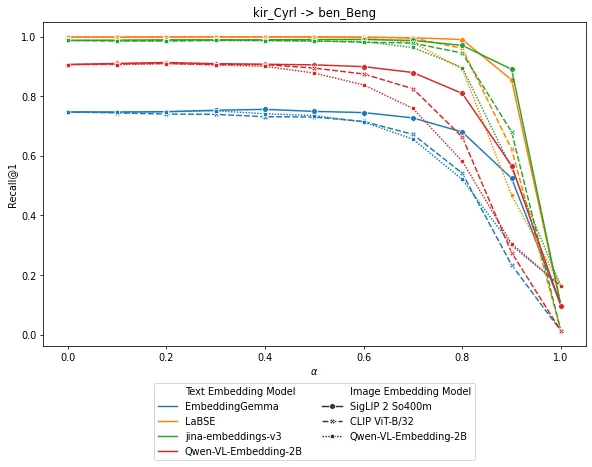 kir_Cyrl -> ben_Beng
Recall@1
1.0
0.8
0.6
0.4
0.2
0.0
0.0 0.2 0.4 0.6 0.8 1.0
α
Text Embedding Model
EmbeddingGemma
LaBSE
jina-embeddings-v3
Qwen-VL-Embedding-2B
Image Embedding Model
SigLIP 2 So400m
CLIP ViT-B/32
Qwen-VL-Embedding-2B